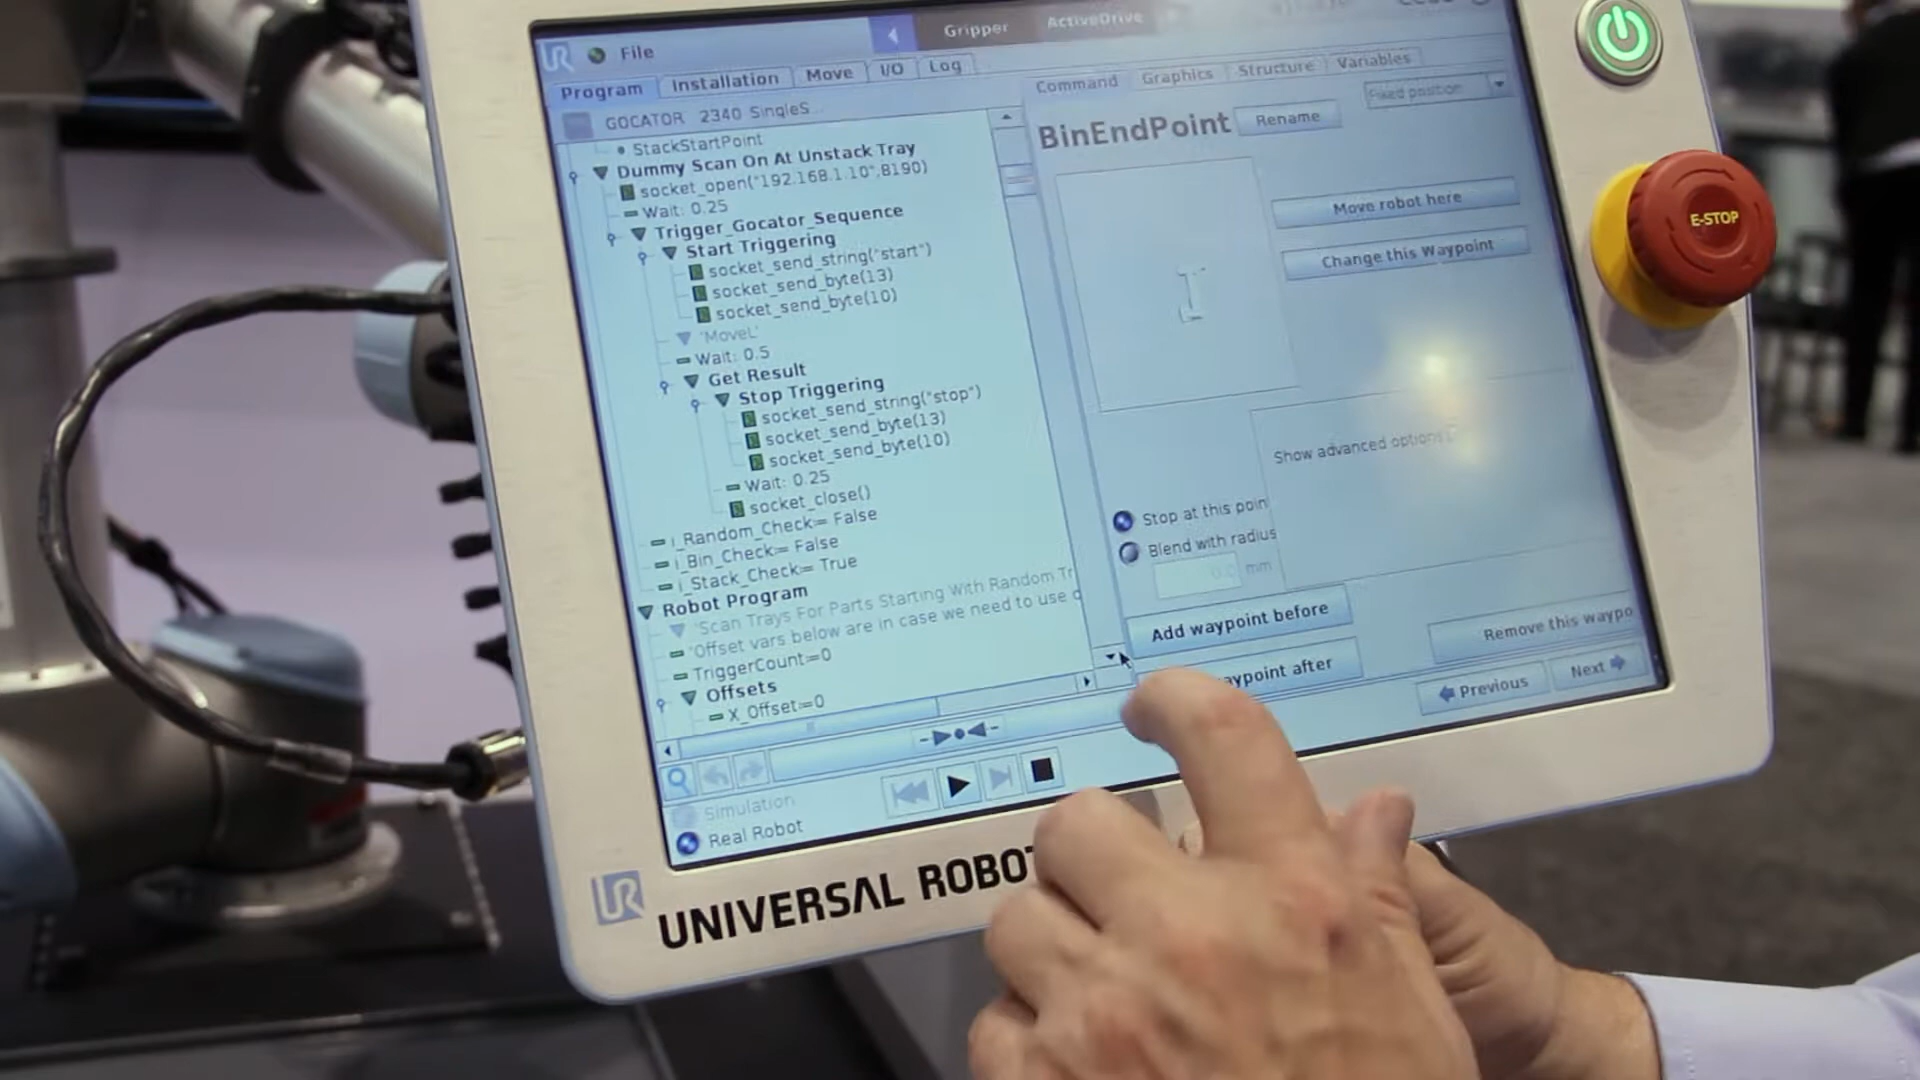 Gripper ActiveDrive
UR File
Program Installation Move I/O Log
Command Graphics Structure Variables
GOCATOR 2340 SingleS...
Fixed position
BinEndPoint Rename
StackStartPoint
Dummy Scan On At Unstack Tray
socket_open("192.168.1.10",8190)
Wait: 0.25
Trigger_Gocator_Sequence
Start Triggering
socket_send_string("start")
socket_send_byte(13)
socket_send_byte(10)
'MoveL'
Wait: 0.5
Get Result
Stop Triggering
socket_send_string("stop")
socket_send_byte(13)
socket_send_byte(10)
Wait: 0.25
socket_close()
i_Random_Check:= False
i_Bin_Check:= False
i_Stack_Check:= True
Robot Program
'Scan Trays For Parts Starting With Random Tr
'Offset vars below are in case we need to use
TriggerCount:=0
Offsets
X_Offset:=0
Move robot here
Change this Waypoint
Show advanced options
Stop at this poin
Blend with radius
mm
Add waypoint before
aypoint after
Remove this waypo
Previous Next
Simulation
Real Robot
UR UNIVERSAL ROBO
E-STOP